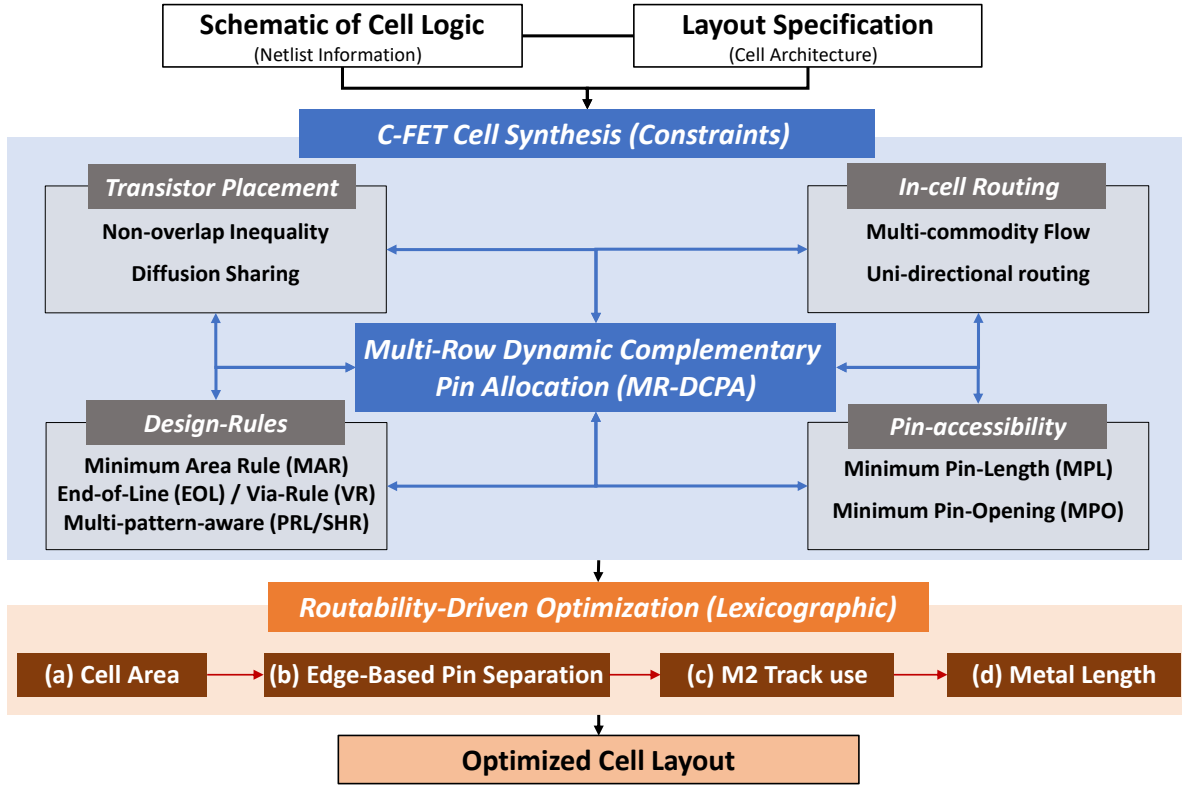 Schematic of Cell Logic
(Netlist Information)
Layout Specification
(Cell Architecture)
C-FET Cell Synthesis (Constraints)
Transistor Placement
Non-overlap Inequality
Diffusion Sharing
In-cell Routing
Multi-commodity Flow
Uni-directional routing
Multi-Row Dynamic Complementary
Pin Allocation (MR-DCPA)
Design-Rules
Minimum Area Rule (MAR)
End-of-Line (EOL) / Via-Rule (VR)
Multi-pattern-aware (PRL/SHR)
Pin-accessibility
Minimum Pin-Length (MPL)
Minimum Pin-Opening (MPO)
Routability-Driven Optimization (Lexicographic)
(a) Cell Area
(b) Edge-Based Pin Separation
(c) M2 Track use
(d) Metal Length
Optimized Cell Layout